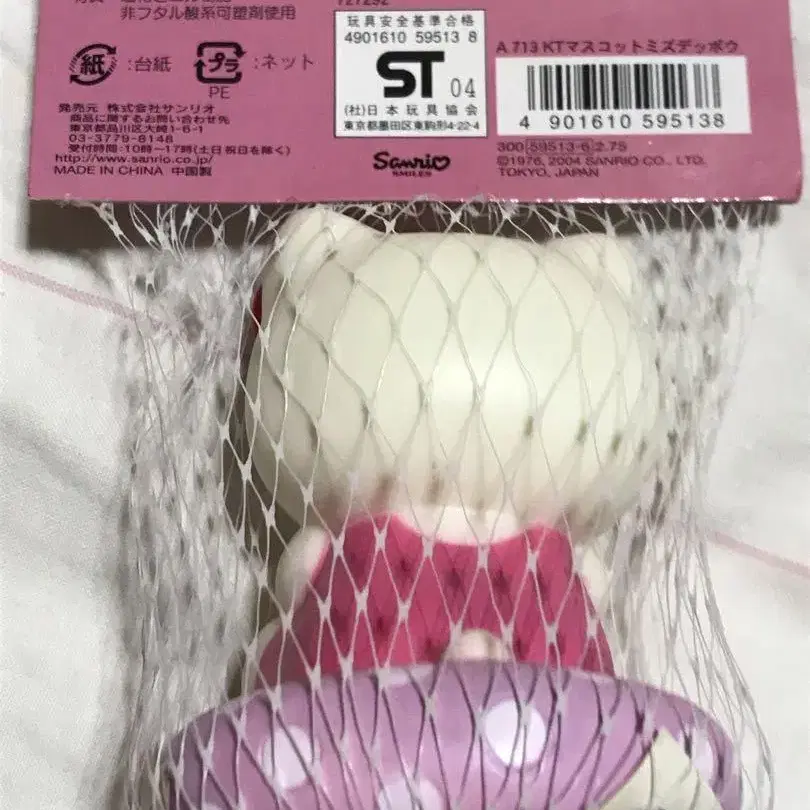 非フタル酸系可塑剤使用
727292
紙 :台紙 プラ :ネット
PE
発売元 株式会社サンリオ
商品に関するお問い合わせ先
東京都品川区大崎1-6-1
03-3779-8148
受付時間:10時〜17時(土日祝日を除く)
http://www.sanrio.co.jp/
MADE IN CHINA 中国製
玩具安全基準合格
4901610 59513 8
ST 04
(社)日本玩具協会
東京都墨田区東駒形4-22-4
Sanrio
SMILES
A 713 KTマスコットミズデッポウ
4 901610 595138
300 59513-6 2.75
©1976, 2004 SANRIO CO., LTD.
TOKYO, JAPAN